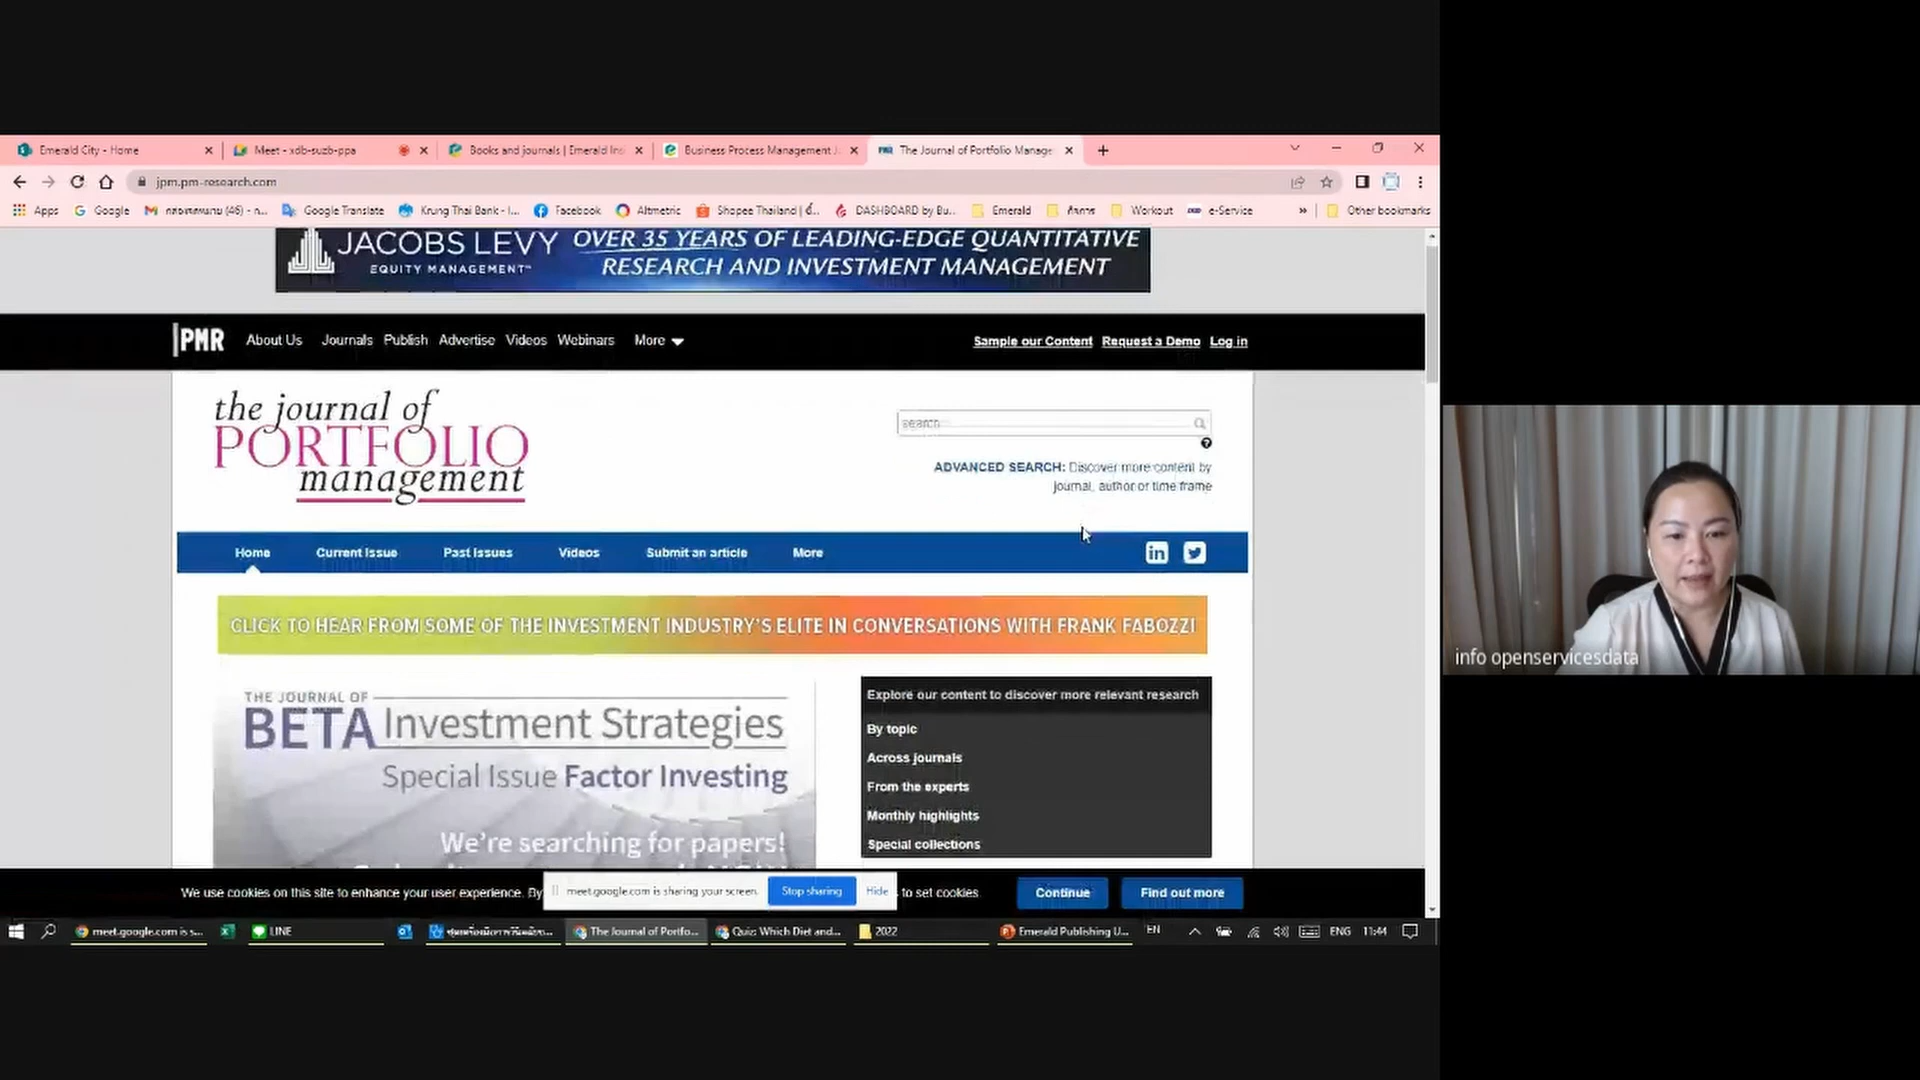 Emerald City - Home
Meet - xdb-suzb-ppa
Books and journals | Emerald Ins
Business Process Management J
The Journal of Portfolio Manage
jpm.pm-research.com
Apps
Google
Google Translate
Krung Thai Bank - I...
Facebook
Altmetric
Shopee Thailand |
DASHBOARD by Bu...
Emerald
Workout
e-Service
»
Other bookmarks
JACOBS LEVY
EQUITY MANAGEMENT™
OVER 35 YEARS OF LEADING-EDGE QUANTITATIVE
RESEARCH AND INVESTMENT MANAGEMENT
PMR About Us Journals Publish Advertise Videos Webinars More
Sample our Content Request a Demo Log in
the journal of
PORTFOLIO
management
search
ADVANCED SEARCH: Discover more content by
journal, author or time frame
Home Current Issue Past Issues Videos Submit an article More
CLICK TO HEAR FROM SOME OF THE INVESTMENT INDUSTRY'S ELITE IN CONVERSATIONS WITH FRANK FABOZZI
THE JOURNAL OF
BETA Investment Strategies
Special Issue Factor Investing
We're searching for papers!
Explore our content to discover more relevant research
By topic
Across journals
From the experts
Monthly highlights
Special collections
We use cookies on this site to enhance your user experience. By
meet.google.com is sharing your screen.
Stop sharing
Hide
to set cookies.
Continue
Find out more
meet.google.com is s...
LINE
The Journal of Portfo...
Quiz: Which Diet and...
2022
Emerald Publishing U...
EN
ENG
11:44
info openservicesdata